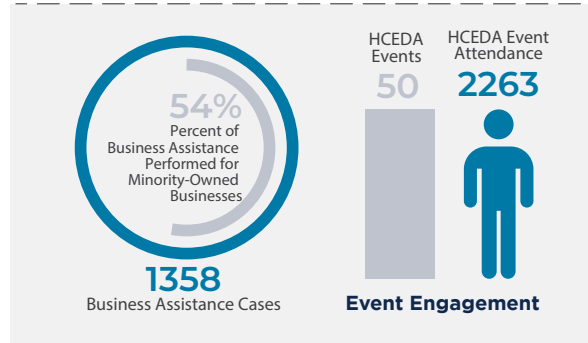 54%
Percent of
Business Assistance
Performed for
Minority-Owned
Businesses
1358
Business Assistance Cases
HCEDA
Events
50
HCEDA Event
Attendance
2263
Event Engagement